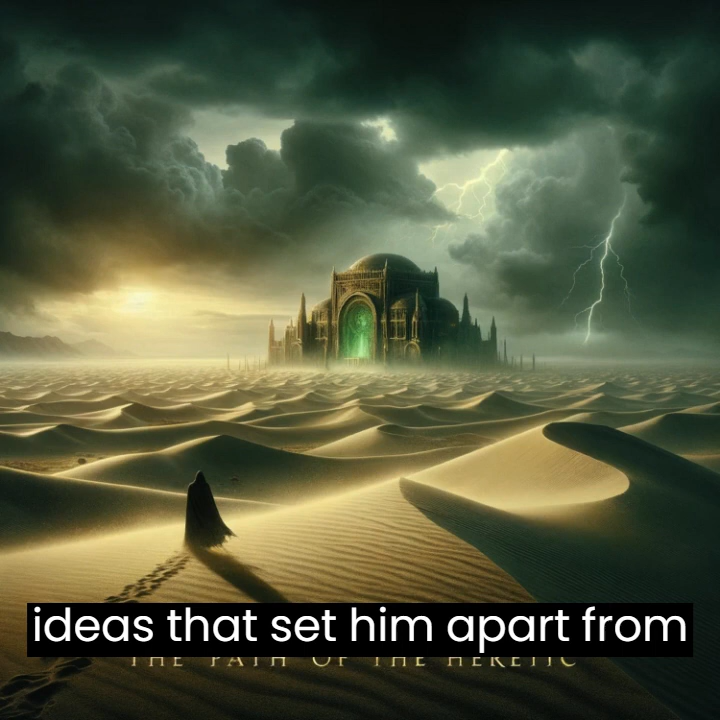 ideas that set him apart from
THE PATH OF THE HERETIC